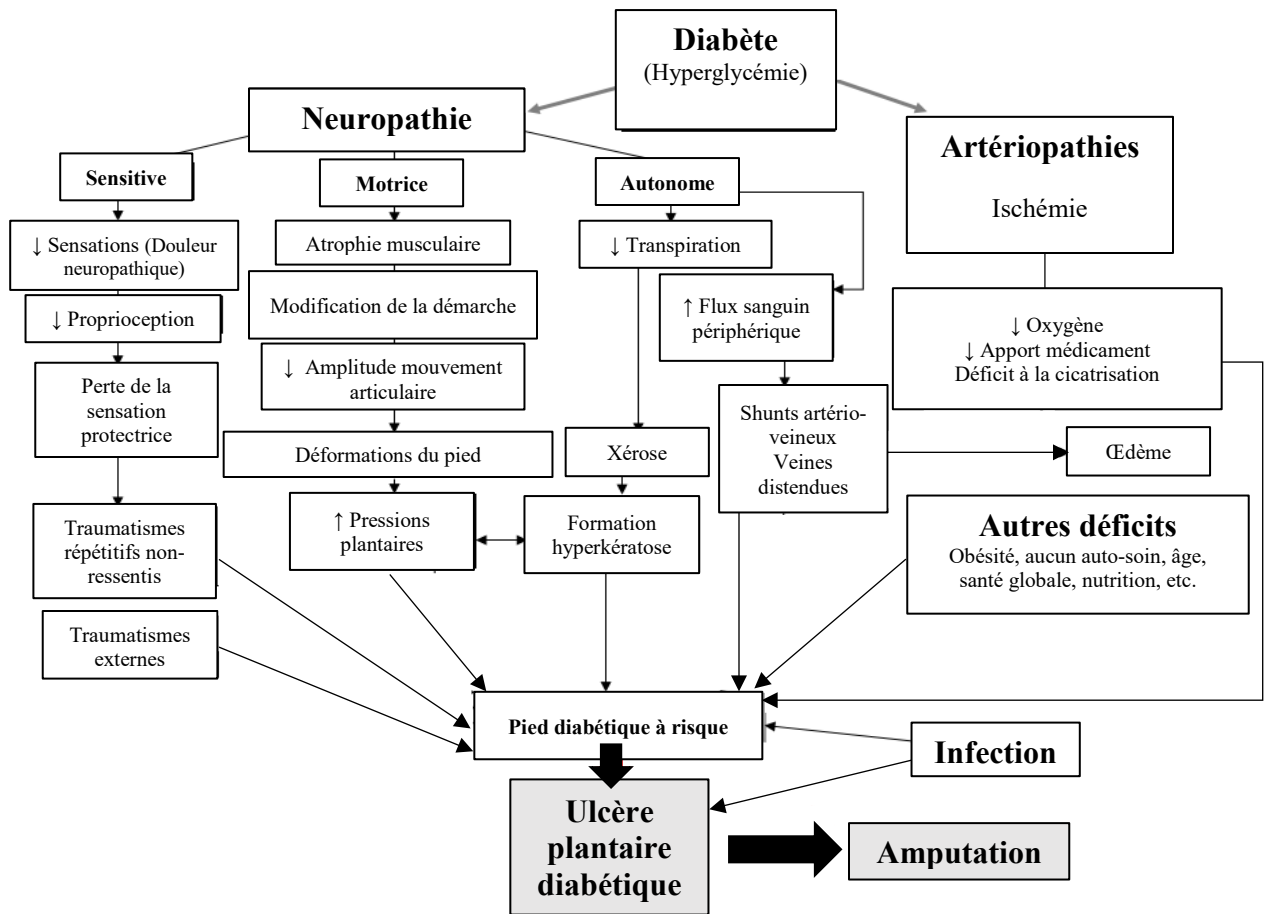 Diabète
(Hyperglycémie)
Neuropathie
Artériopathies
Ischémie
Sensitive
Motrice
Autonome
↓ Sensations (Douleur
neuropathique)
Atrophie musculaire
↓ Transpiration
↓ Proprioception
Modification de la démarche
↑ Flux sanguin
périphérique
↓ Oxygène
↓ Apport médicament
Déficit à la cicatrisation
Perte de la
sensation
protectrice
↓ Amplitude mouvement
articulaire
Shunts artério-
veineux
Veines
distendues
Déformations du pied
Xérose
Œdème
Traumatismes
répétitifs non-
ressentis
↑ Pressions
plantaires
Formation
hyperkératose
Autres déficits
Obésité, aucun auto-soin, âge,
santé globale, nutrition, etc.
Traumatismes
externes
Pied diabétique à risque
Infection
Ulcère
plantaire
diabétique
Amputation